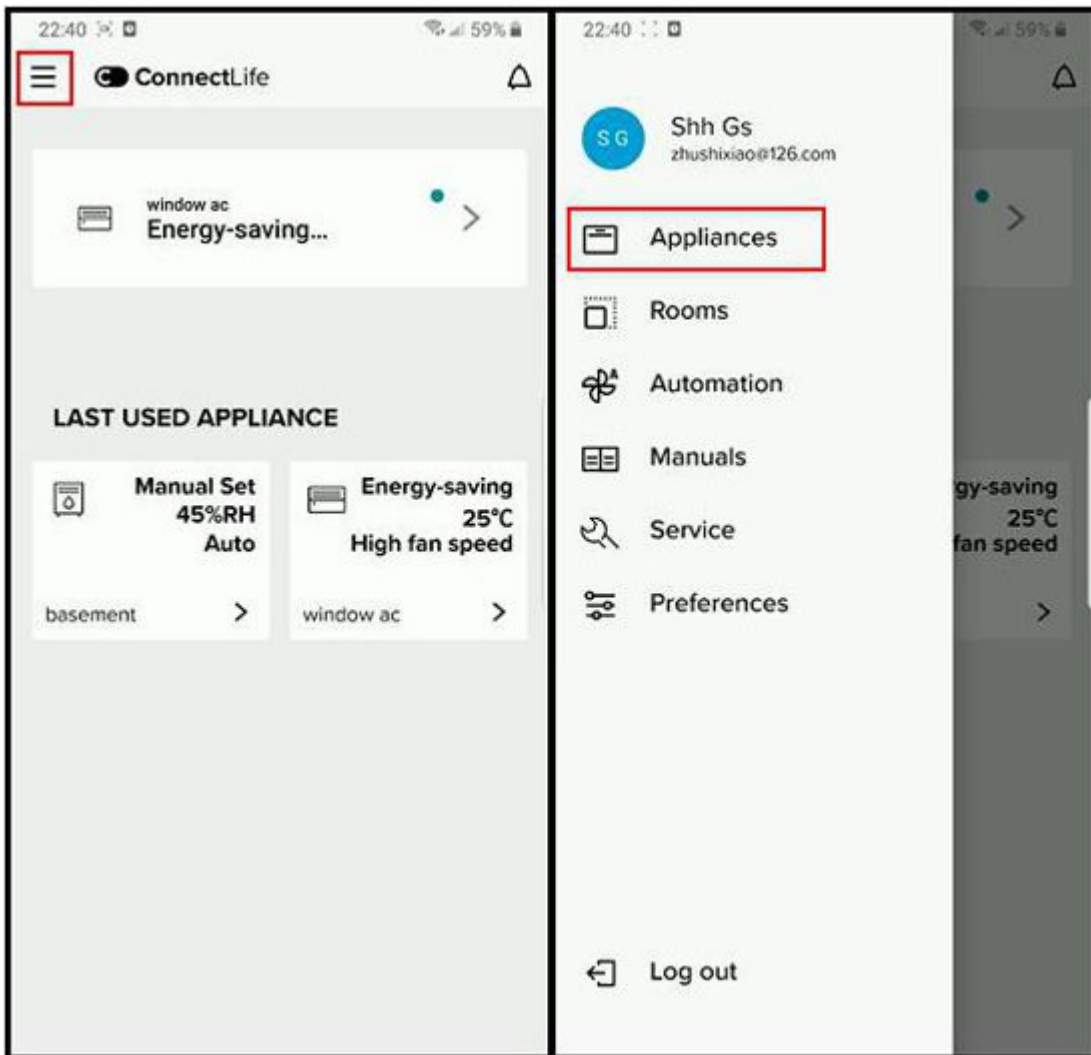 22:40 59%
ConnectLife
window ac
Energy-saving...
LAST USED APPLIANCE
Manual Set
45%RH
Auto
basement
Energy-saving
25°C
High fan speed
window ac
22:40 59%
Shh Gs
zhushixiao@126.com
SG
Appliances
Rooms
Automation
Manuals
Service
Preferences
Log out
gy-saving
25°C
fan speed